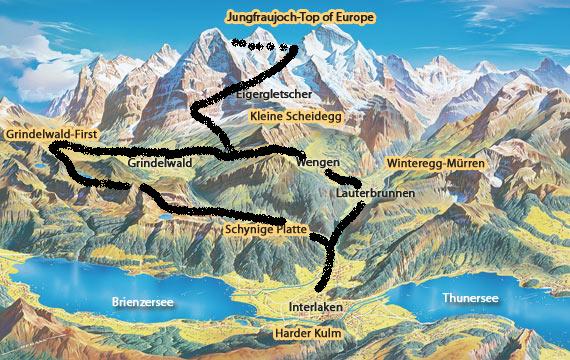 Jungfraujoch-Top of Europe
Eigergletscher
Kleine Scheidegg
Grindelwald-First
Grindelwald
Wengen
Winteregg-Mürren
Lauterbrunnen
Schynige Platte
Brienzersee
Thunersee
Interlaken
Harder Kulm